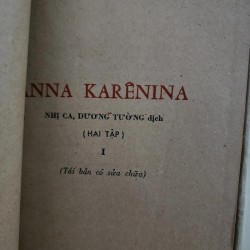 ANNA KARÊNINA
NHỊ CA, DƯƠNG TƯỜNG dịch
(HAI TẬP)
I
(Tái bản có sửa chữa)